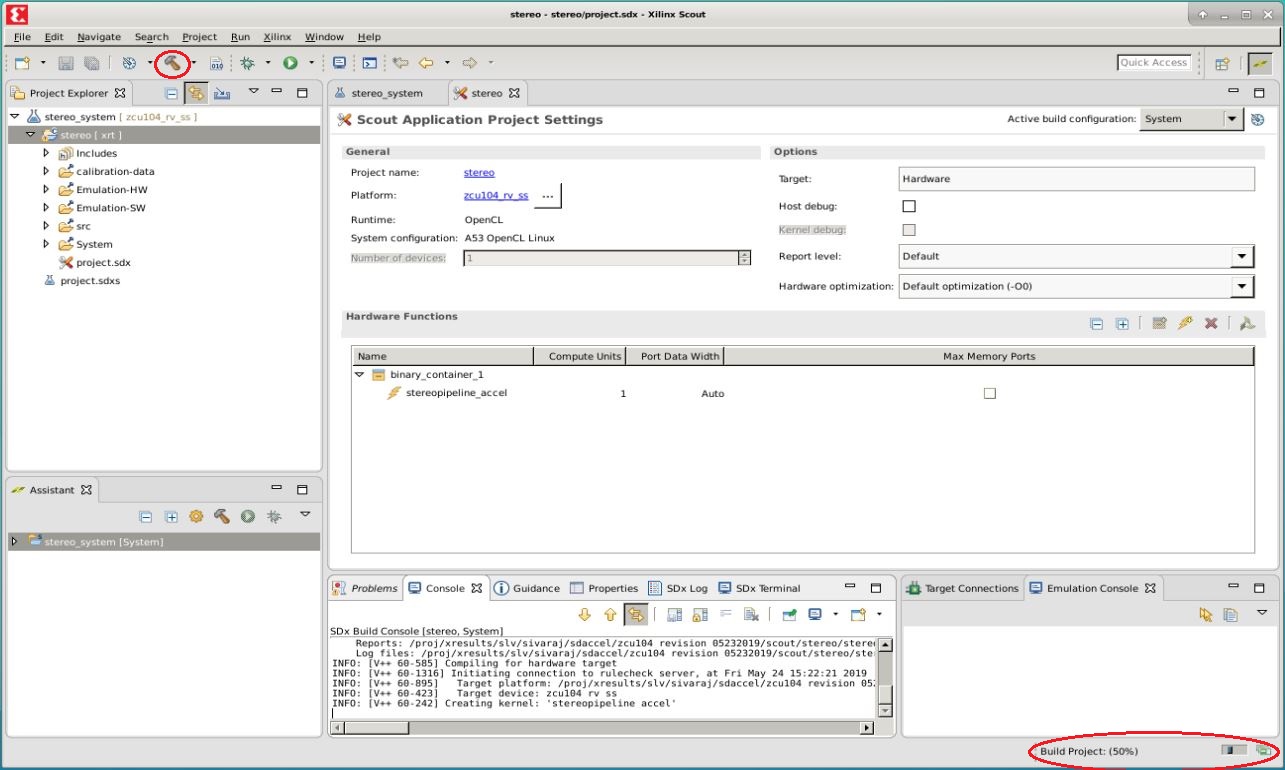 stereo - stereo/project.sdx - Xilinx Scout
File Edit Navigate Search Project Run Xilinx Window Help
Quick Access
Project Explorer
stereo_system [ zcu104_rv_ss ]
stereo [ xrt ]
Includes
calibration-data
Emulation-HW
Emulation-SW
src
System
project.sdx
project.sdxs
Assistant
stereo_system [System]
stereo_system stereo
Scout Application Project Settings
Active build configuration: System
General
Project name: stereo
Platform: zcu104_rv_ss ...
Runtime: OpenCL
System configuration: A53 OpenCL Linux
Number of devices: 1
Options
Target: Hardware
Host debug:
Kernel debug:
Report level: Default
Hardware optimization: Default optimization (-O0)
Hardware Functions
Name Compute Units Port Data Width Max Memory Ports
binary_container_1
stereopipeline_accel 1 Auto
Problems Console Guidance Properties SDx Log SDx Terminal
SDx Build Console [stereo, System]
Reports: /proj/xresults/slv/sivaraj/sdaccel/zcu104 revision 05232019/scout/stereo/stere
Log files: /proj/xresults/slv/sivaraj/sdaccel/zcu104 revision 05232019/scout/stereo/ste
INFO: [V++ 60-585] Compiling for hardware target
INFO: [V++ 60-1316] Initiating connection to rulecheck server, at Fri May 24 15:22:21 2019
INFO: [V++ 60-895] Target platform: /proj/xresults/slv/sivaraj/sdaccel/zcu104 revision 05
INFO: [V++ 60-423] Target device: zcu104 rv ss
INFO: [V++ 60-242] Creating kernel: 'stereopipeline accel'
Target Connections Emulation Console
Build Project: (50%)